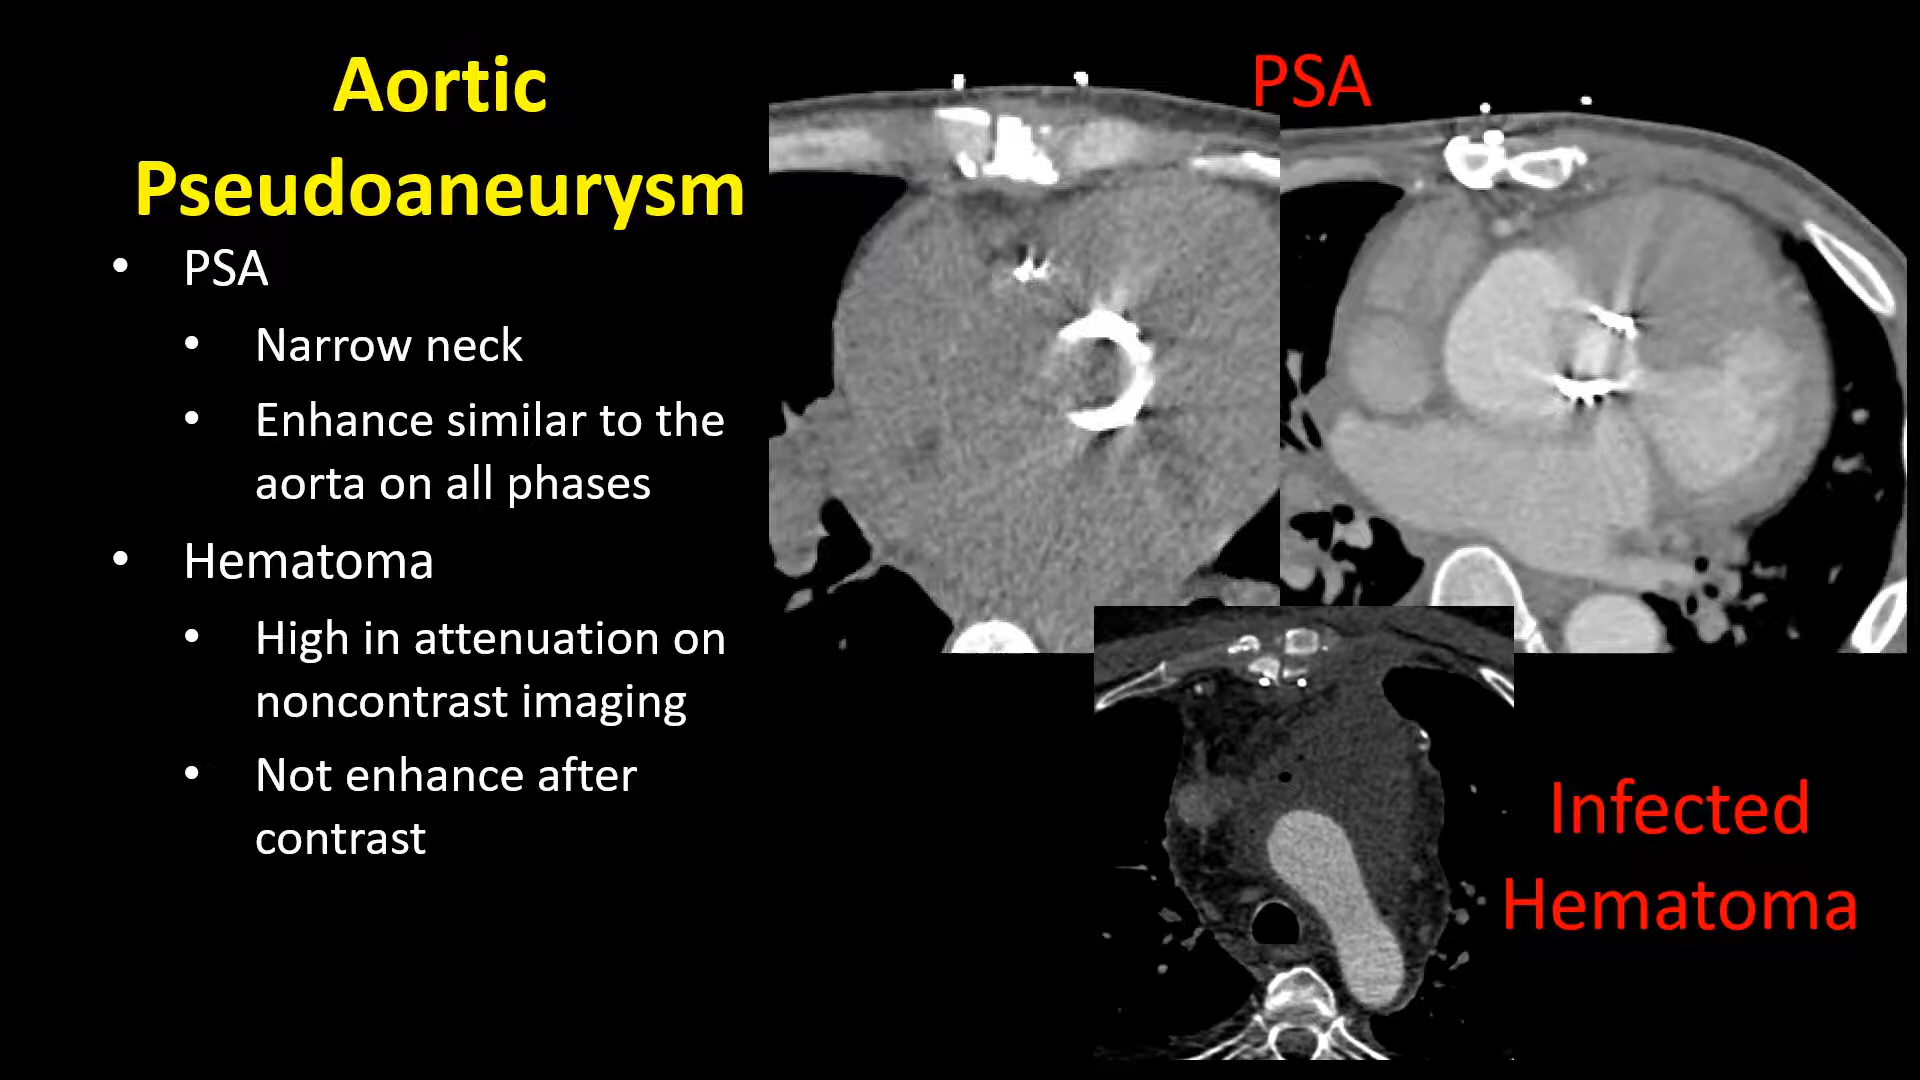 Aortic
Pseudoaneurysm
• PSA
• Narrow neck
• Enhance similar to the
aorta on all phases
• Hematoma
• High in attenuation on
noncontrast imaging
• Not enhance after
contrast
PSA
Infected
Hematoma